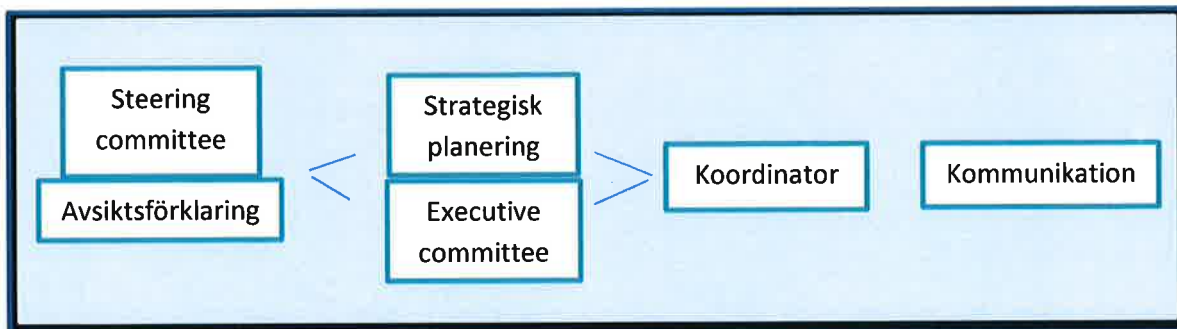 Steering
committee
Avsiktsförklaring
Strategisk
planering
Executive
committee
Koordinator
Kommunikation